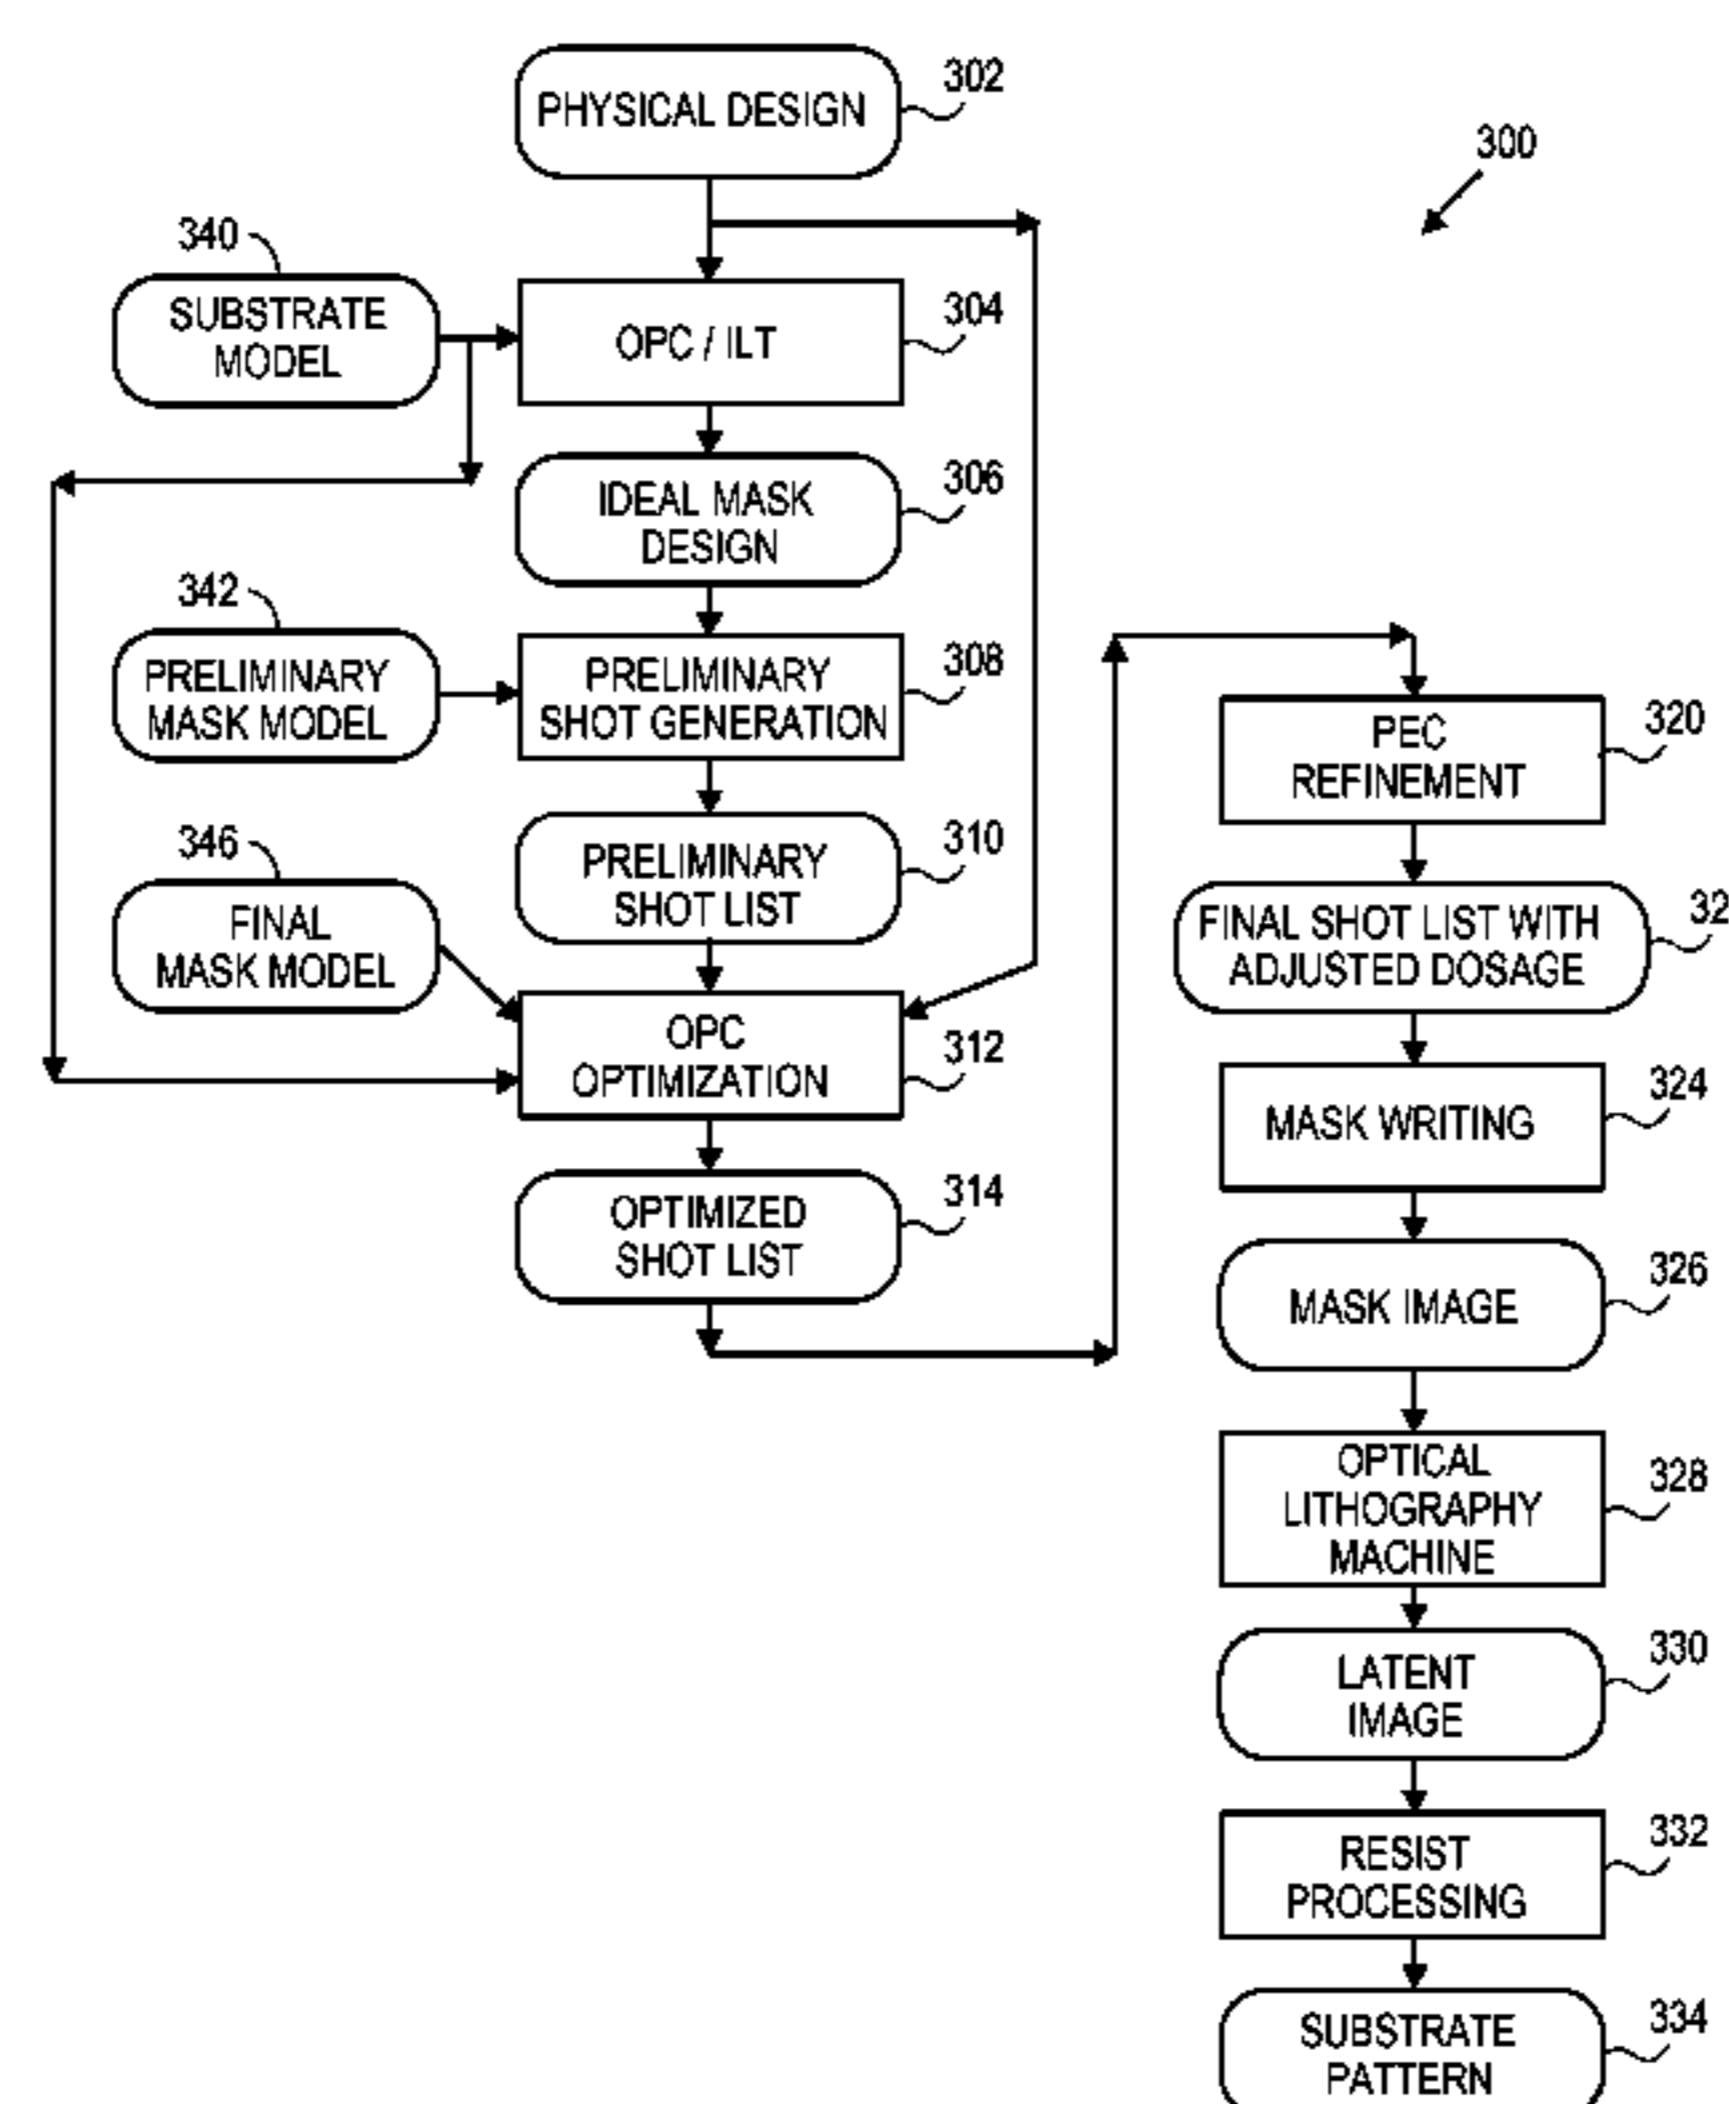 302
PHYSICAL DESIGN
300
340
SUBSTRATE
MODEL
304
OPC / ILT
306
IDEAL MASK
DESIGN
342
PRELIMINARY
MASK MODEL
308
PRELIMINARY
SHOT GENERATION
310
PRELIMINARY
SHOT LIST
346
FINAL
MASK MODEL
312
OPC
OPTIMIZATION
314
OPTIMIZED
SHOT LIST
320
PEC
REFINEMENT
32
FINAL SHOT LIST WITH
ADJUSTED DOSAGE
324
MASK WRITING
326
MASK IMAGE
328
OPTICAL
LITHOGRAPHY
MACHINE
330
LATENT
IMAGE
332
RESIST
PROCESSING
334
SUBSTRATE
PATTERN